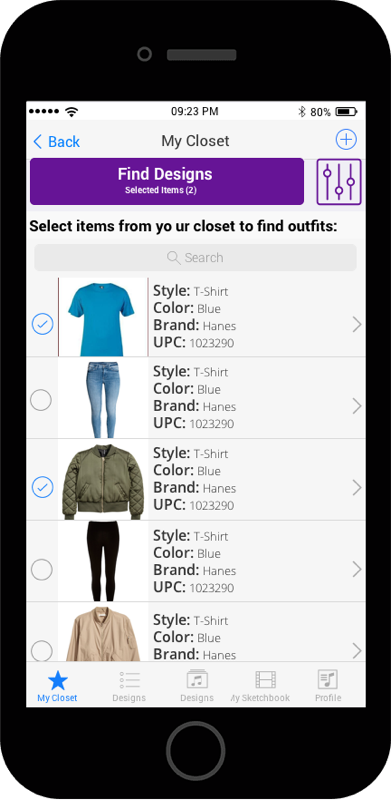 09:23 PM
80%
Back
My Closet
Find Designs
Selected Items (2)
Select items from yo ur closet to find outfits:
Search
Style: T-Shirt
Color: Blue
Brand: Hanes
UPC: 1023290
Style: T-Shirt
Color: Blue
Brand: Hanes
UPC: 1023290
Style: T-Shirt
Color: Blue
Brand: Hanes
UPC: 1023290
Style: T-Shirt
Color: Blue
Brand: Hanes
UPC: 1023290
Style: T-Shirt
Color: Blue
Brand: Hanes
My Closet
Designs
Designs
/y Sketchbook
Profile